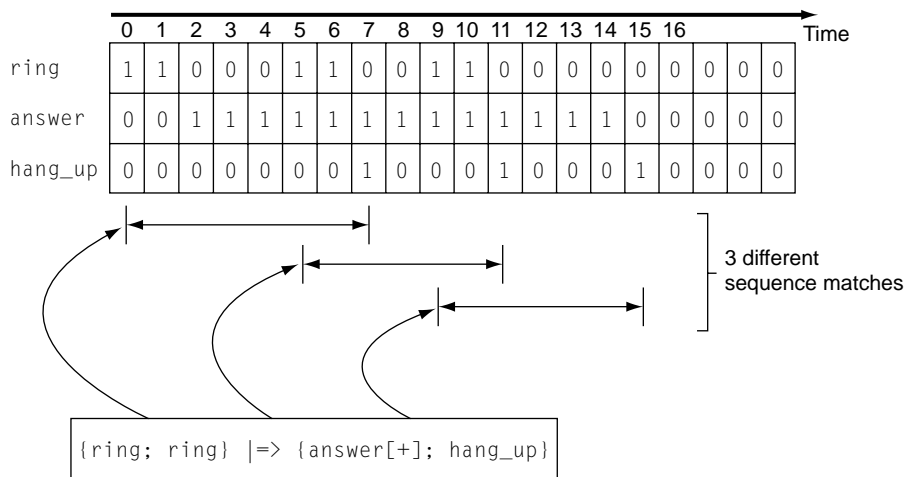 0 1 2 3 4 5 6 7 8 9 10 11 12 13 14 15 16 Time
ring 1 1 0 0 0 1 1 0 0 1 1 0 0 0 0 0 0 0 0 0
answer 0 0 1 1 1 1 1 1 1 1 1 1 1 1 1 0 0 0 0 0
hang_up 0 0 0 0 0 0 0 1 0 0 0 1 0 0 0 1 0 0 0 0
3 different
sequence matches
{ring; ring} |=> {answer[+]; hang_up}